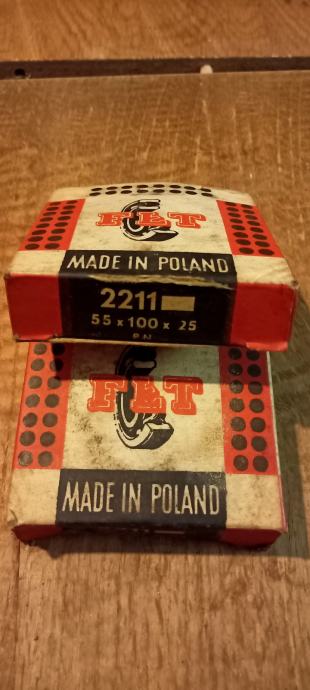 FŁT
MADE IN POLAND
2211
55 x 100 x 25
PN
FŁT
MADE IN POLAND